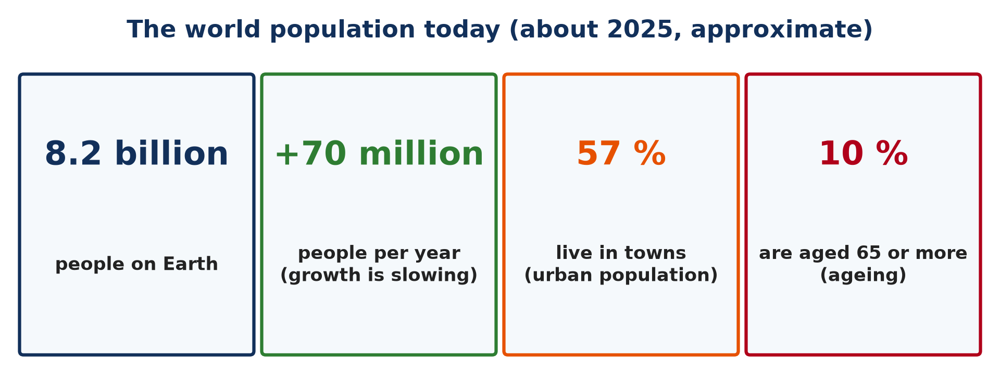 The world population today (about 2025, approximate)
8.2 billion
people on Earth
+70 million
people per year
(growth is slowing)
57 %
live in towns
(urban population)
10 %
are aged 65 or more
(ageing)